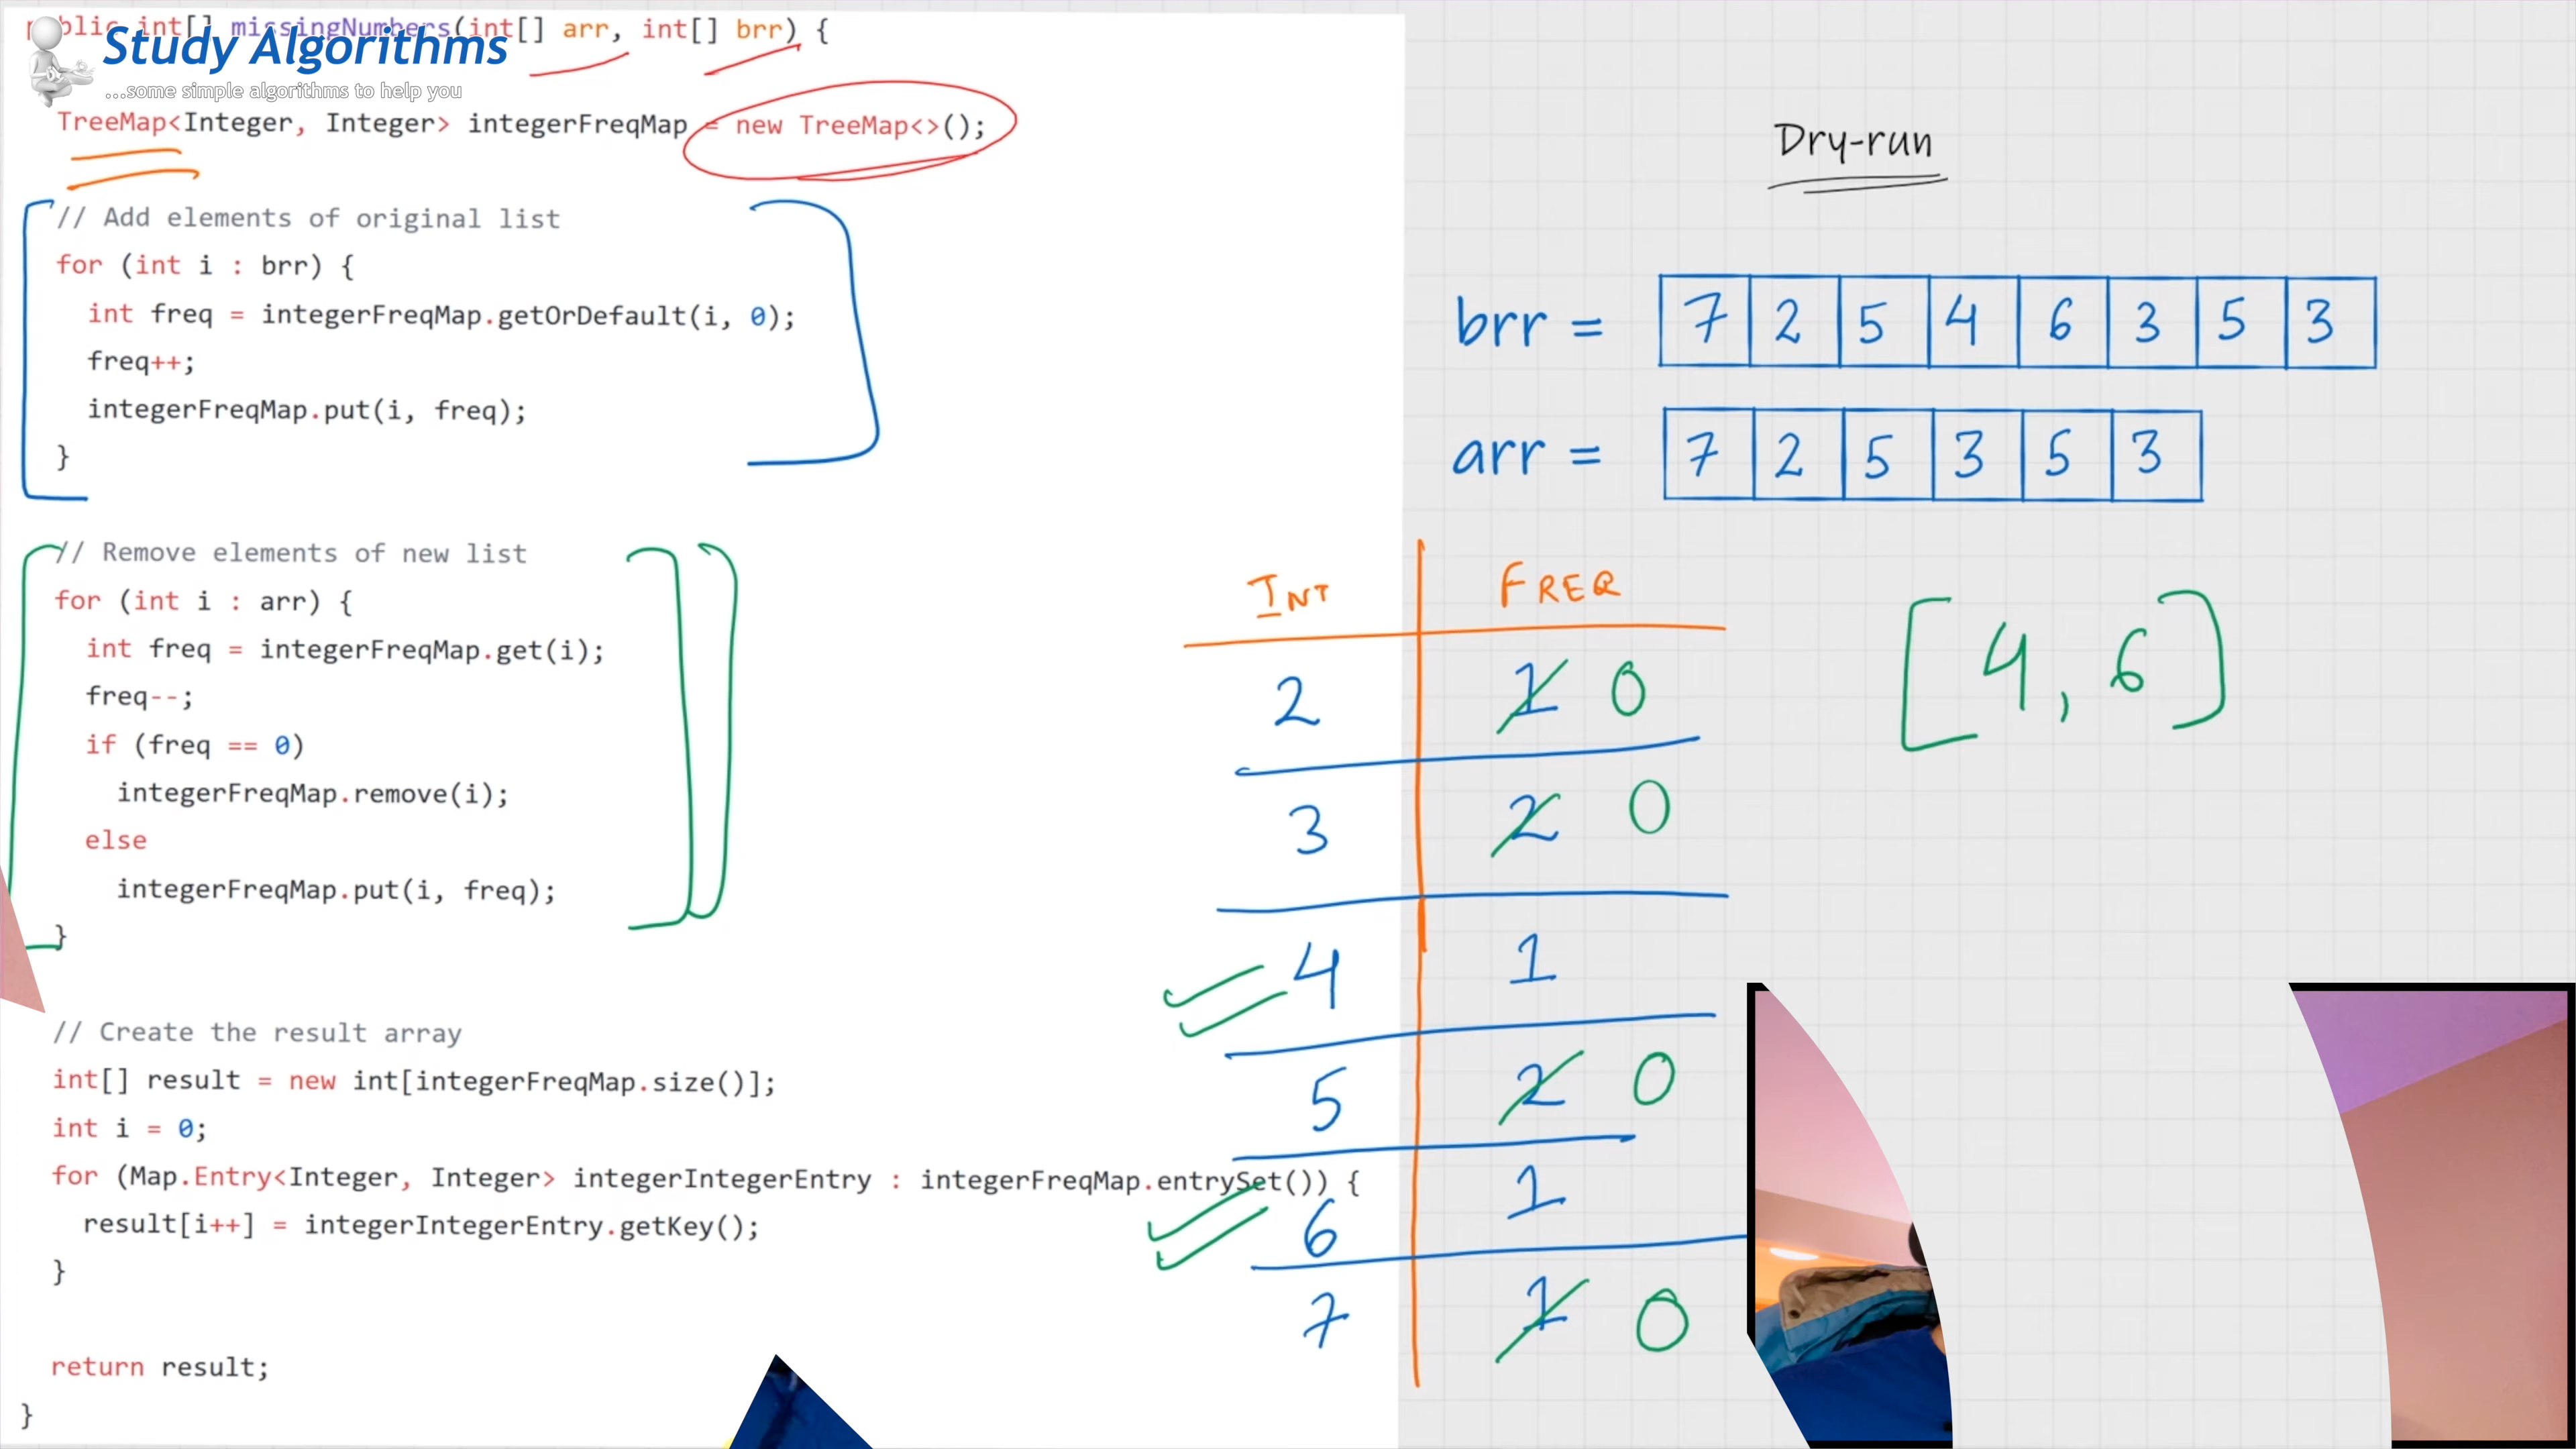 public int[] missingNumbers(int[] arr, int[] brr) {
Study Algorithms
...some simple algorithms to help you
TreeMap<Integer, Integer> integerFreqMap = new TreeMap<>();
// Add elements of original list
for (int i : brr) {
int freq = integerFreqMap.getOrDefault(i, 0);
freq++;
integerFreqMap.put(i, freq);
}
// Remove elements of new list
for (int i : arr) {
int freq = integerFreqMap.get(i);
freq--;
if (freq == 0)
integerFreqMap.remove(i);
else
integerFreqMap.put(i, freq);
}
// Create the result array
int[] result = new int[integerFreqMap.size()];
int i = 0;
for (Map.Entry<Integer, Integer> integerIntegerEntry : integerFreqMap.entrySet()) {
result[i++] = integerIntegerEntry.getKey();
}
return result;
}
Dry-run
brr = 7 2 5 4 6 3 5 3
arr = 7 2 5 3 5 3
INT FREQ
2 1 0
3 2 0
4 1
5 2 0
6 1
7 1 0
[4, 6]